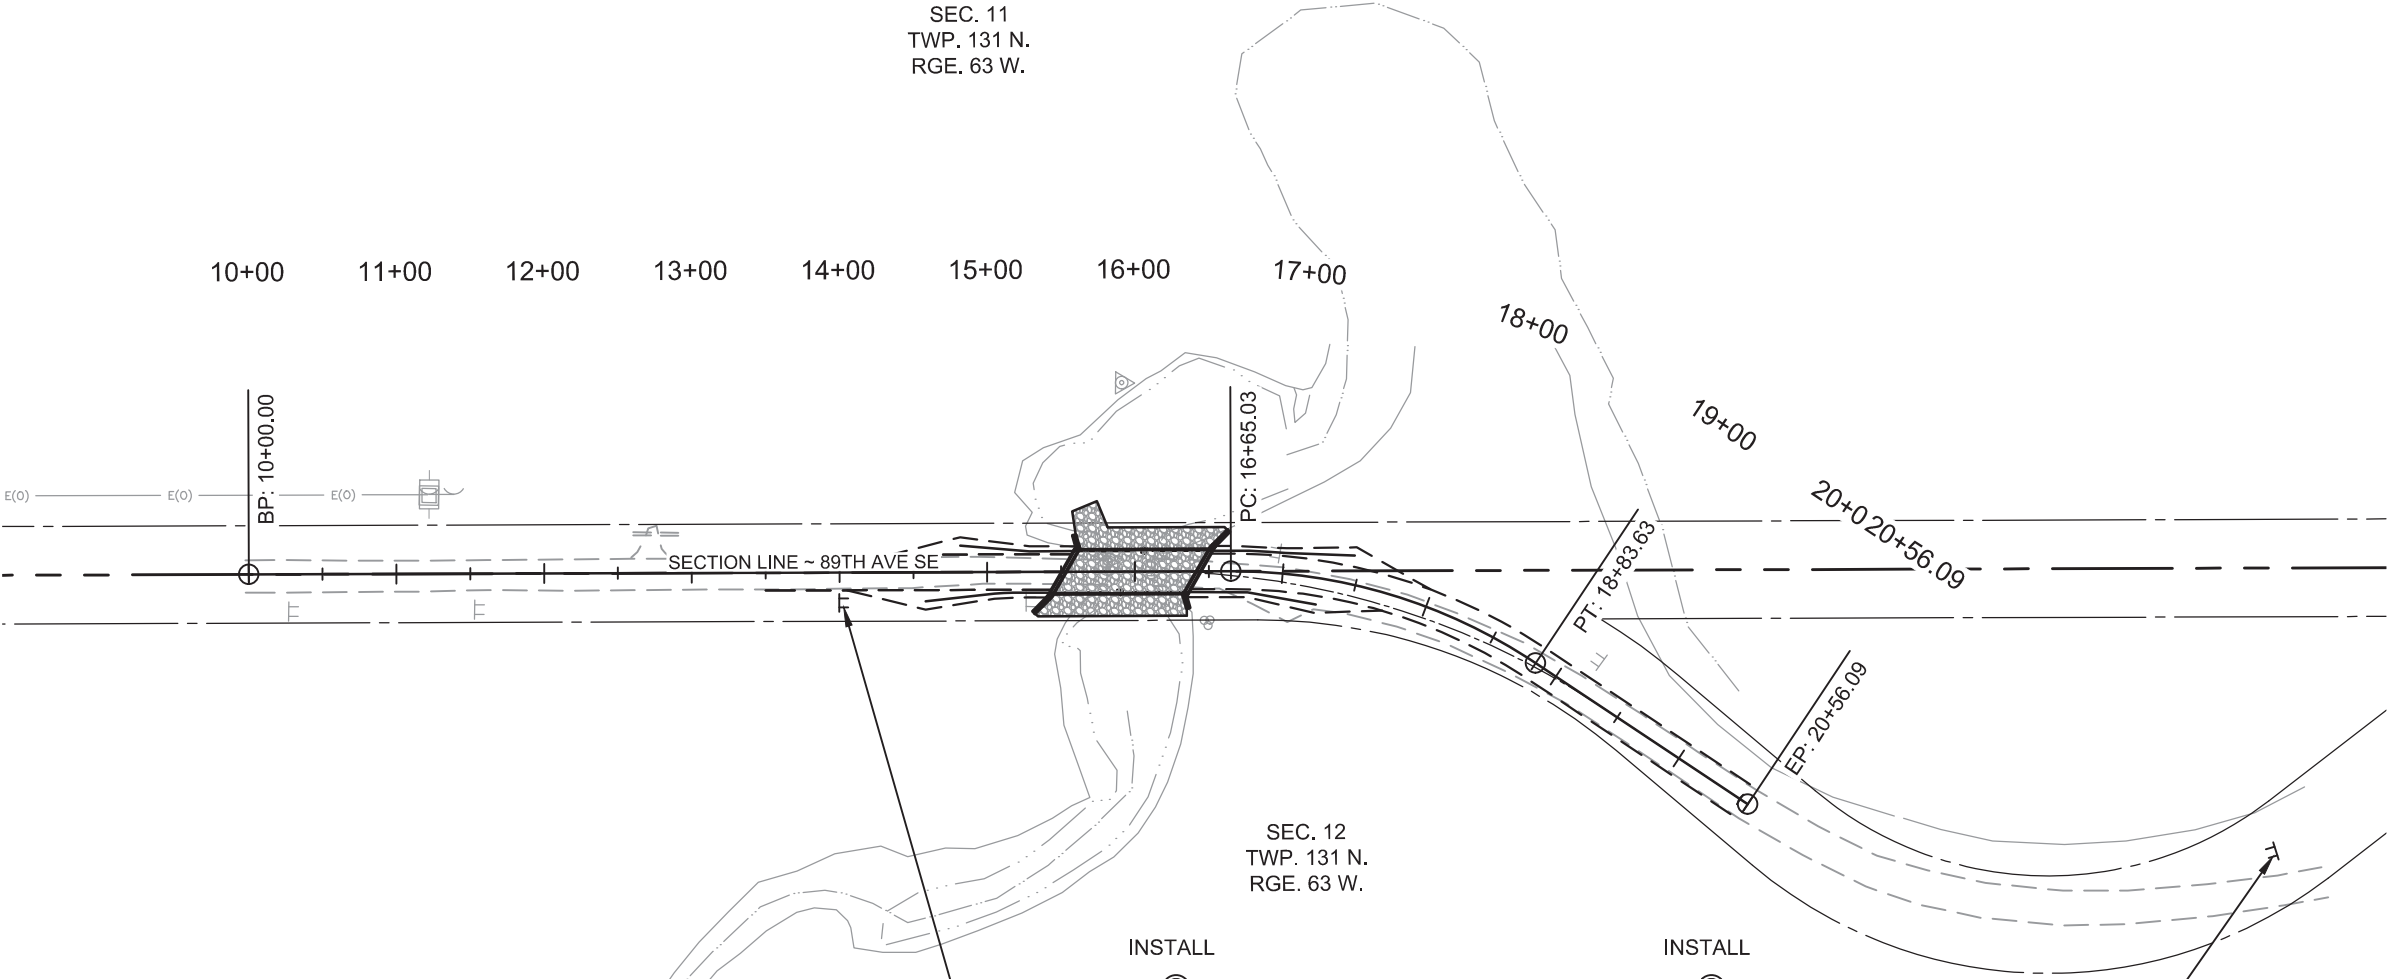 SEC. 11
TWP. 131 N.
RGE. 63 W.
10+00
11+00
12+00
13+00
14+00
15+00
16+00
17+00
18+00
19+00
20+0
20+56.09
BP: 10+00.00
PC: 16+65.03
PT: 18+83.63
EP: 20+56.09
E(O)
E(O)
E(O)
SECTION LINE ~ 89TH AVE SE
SEC. 12
TWP. 131 N.
RGE. 63 W.
INSTALL
INSTALL